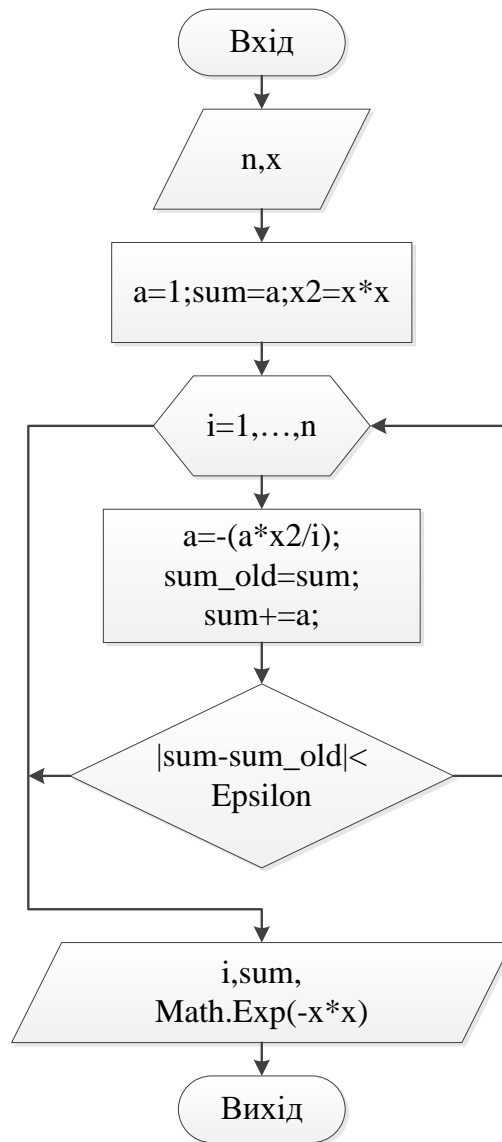 Вхід
n,x
a=1;sum=a;x2=x*x
i=1,…,n
a=-(a*x2/i);
sum_old=sum;
sum+=a;
|sum-sum_old|<
Epsilon
i,sum,
Math.Exp(-x*x)
Вихід